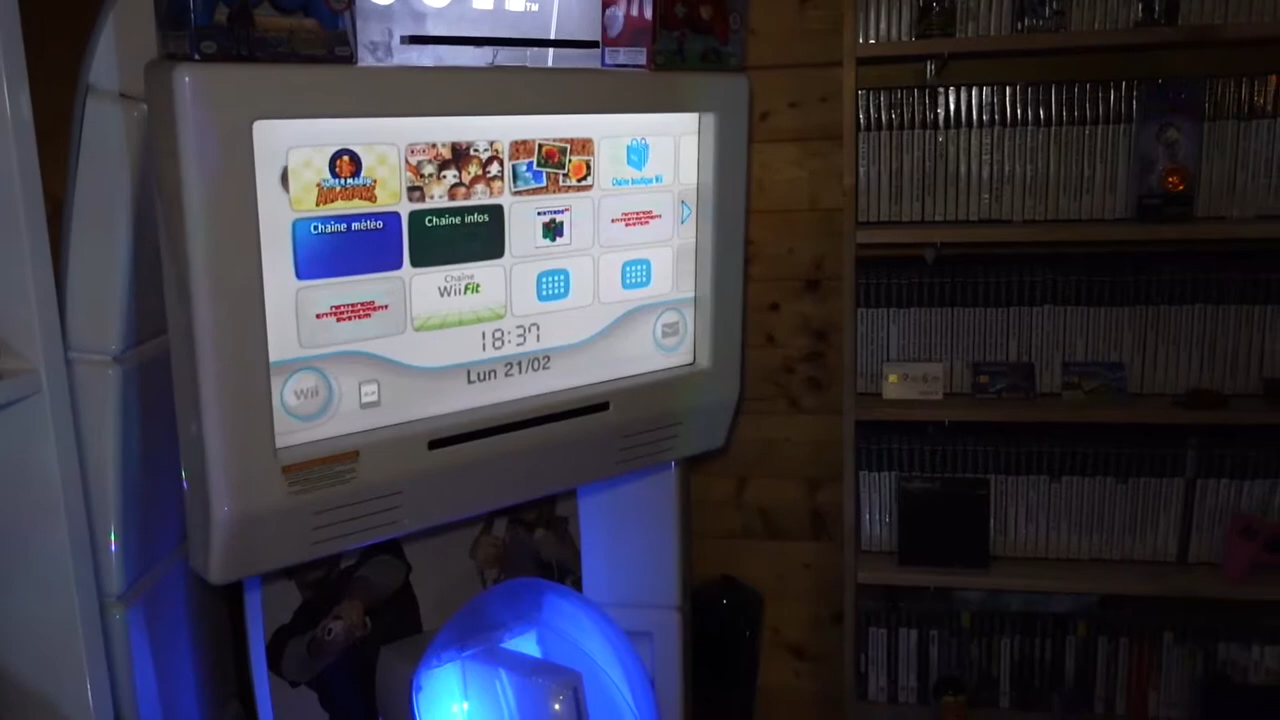 TM
SUPER MARIO
ALL-STARS
Chaîne boutique Wii
Chaîne météo
Chaîne infos
NINTENDO
NINTENDO
ENTERTAINMENT
SYSTEM
NINTENDO
ENTERTAINMENT
SYSTEM
Chaîne
Wii Fit
18:37
Lun 21/02
Wii